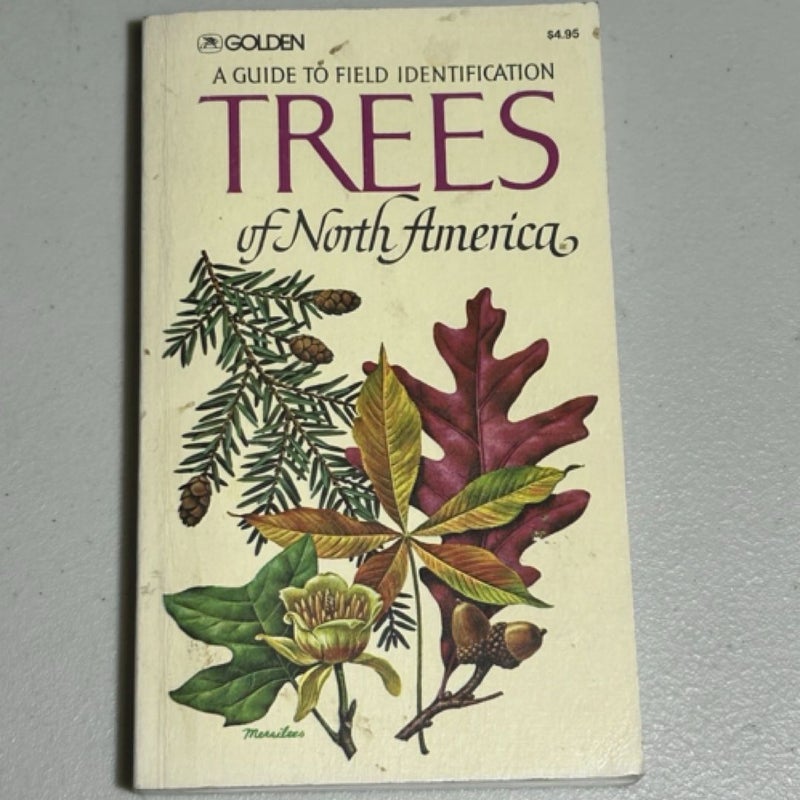 GOLDEN
$4.95
A GUIDE TO FIELD IDENTIFICATION
TREES
of North America
Merrilees